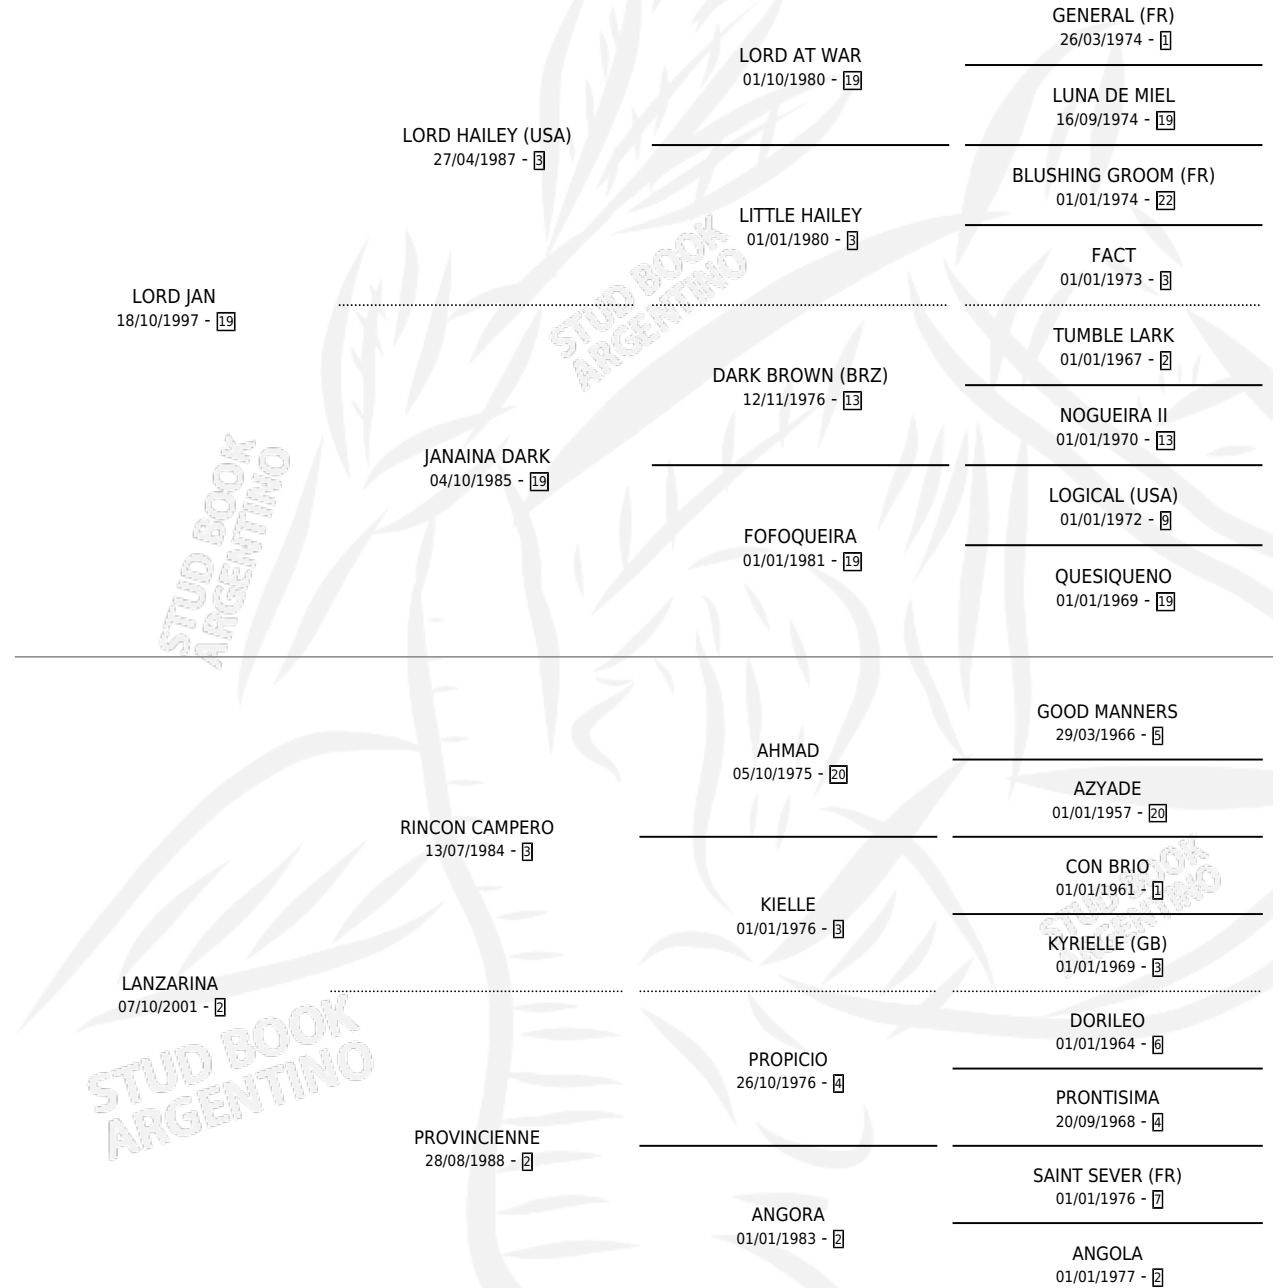 GENERAL (FR)
26/03/1974 - 1
LORD AT WAR
01/10/1980 - 19
LUNA DE MIEL
16/09/1974 - 19
LORD HAILEY (USA)
27/04/1987 - 3
BLUSHING GROOM (FR)
01/01/1974 - 22
LITTLE HAILEY
01/01/1980 - 3
FACT
01/01/1973 - 3
LORD JAN
18/10/1997 - 19
TUMBLE LARK
01/01/1967 - 2
DARK BROWN (BRZ)
12/11/1976 - 13
NOGUEIRA II
01/01/1970 - 13
JANAINA DARK
04/10/1985 - 19
LOGICAL (USA)
01/01/1972 - 9
FOFOQUEIRA
01/01/1981 - 19
QUESIQUENO
01/01/1969 - 19
GOOD MANNERS
29/03/1966 - 5
AHMAD
05/10/1975 - 20
AZYADE
01/01/1957 - 20
RINCON CAMPERO
13/07/1984 - 3
CON BRIO
01/01/1961 - 1
KIELLE
01/01/1976 - 3
KYRIELLE (GB)
01/01/1969 - 3
LANZARINA
07/10/2001 - 2
DORILEO
01/01/1964 - 6
PROPICIO
26/10/1976 - 4
PRONTISIMA
20/09/1968 - 4
PROVINCIENNE
28/08/1988 - 2
SAINT SEVER (FR)
01/01/1976 - 7
ANGORA
01/01/1983 - 2
ANGOLA
01/01/1977 - 2
STUD BOOK
ARGENTINO
STUD BOOK
ARGENTINO
STUD BOOK
ARGENTINO
STUD BOOK
ARGENTINO